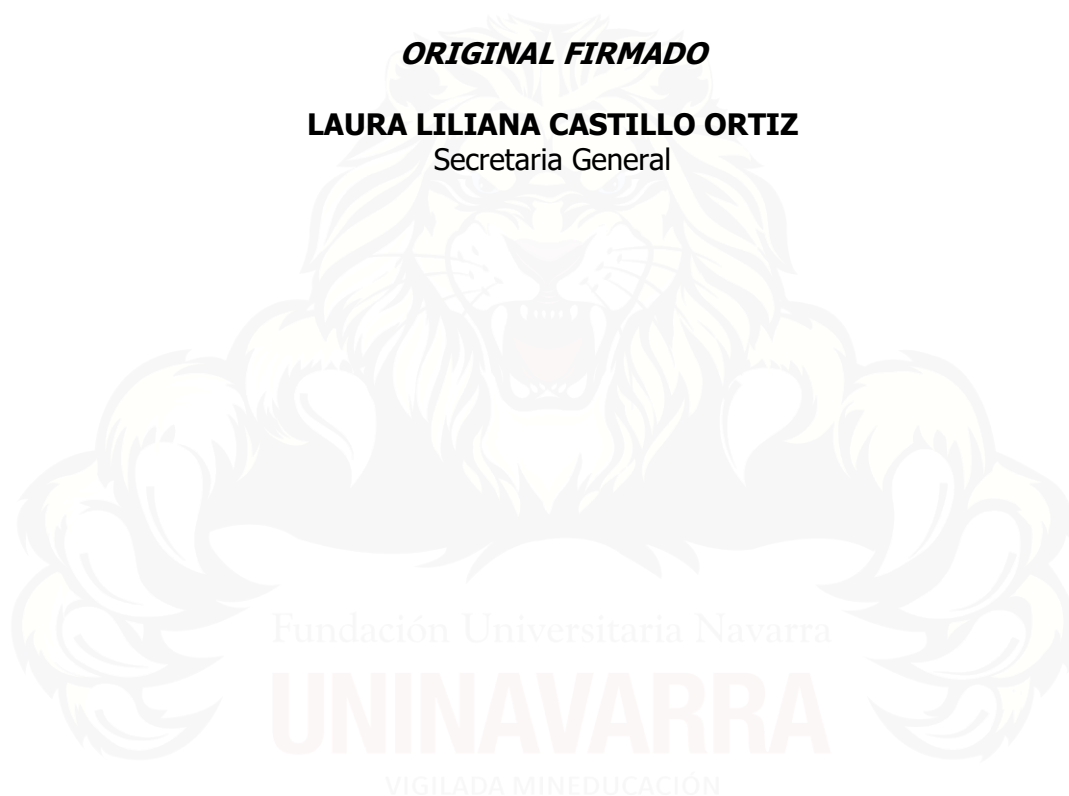 ORIGINAL FIRMADO
LAURA LILIANA CASTILLO ORTIZ
Secretaria General
Fundación Universitaria Navarra
UNINAVARRA
VIGILADA MINEDUCACIÓN